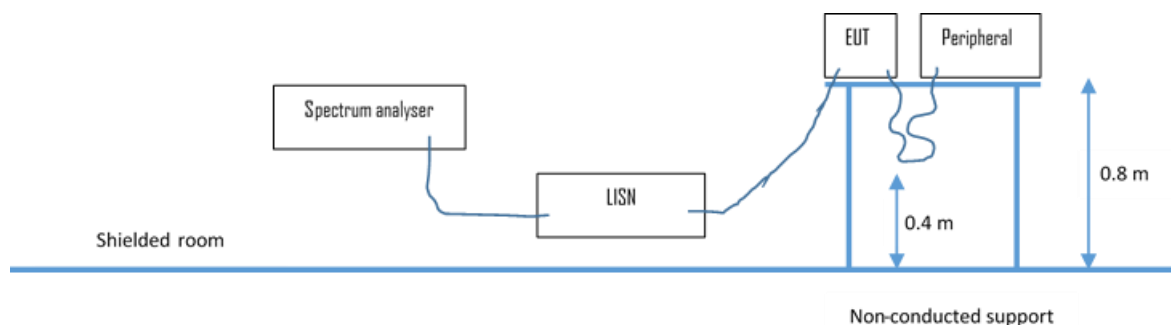 EUT
Peripheral
Spectrum analyser
LISN
0.8 m
0.4 m
Shielded room
Non-conducted support